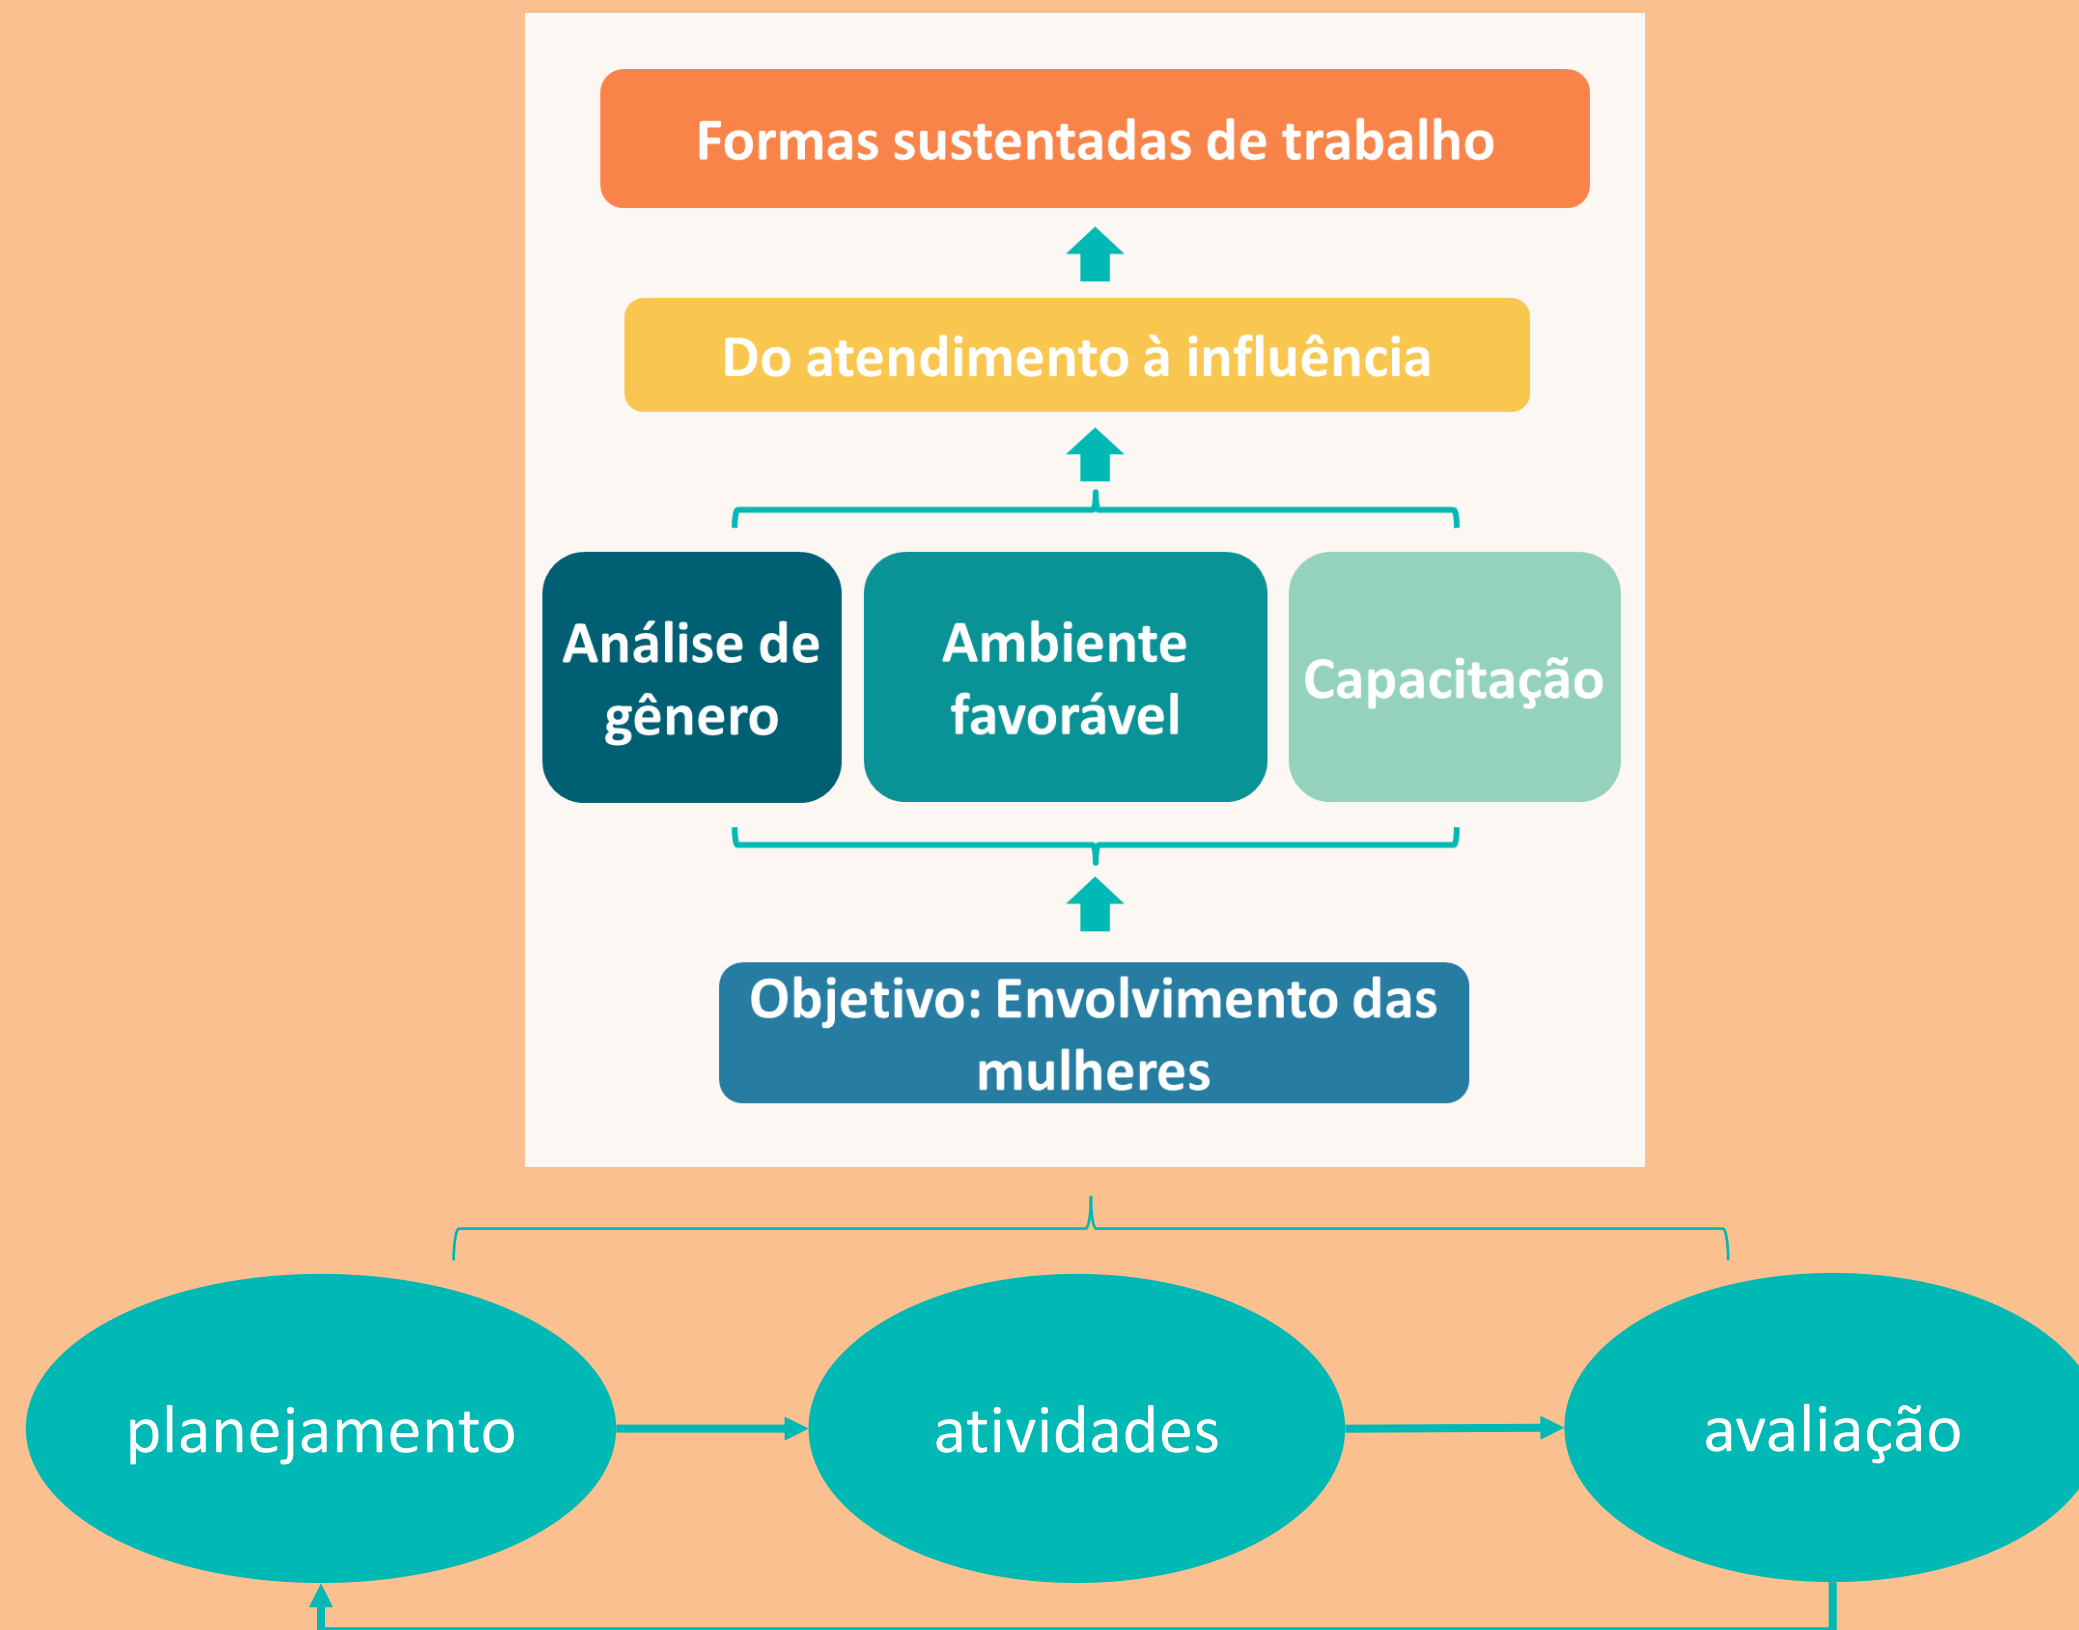 Formas sustentadas de trabalho
Do atendimento à influência
Análise de
gênero
Ambiente
favorável
Capacitação
Objetivo: Envolvimento das
mulheres
planejamento
atividades
avaliação